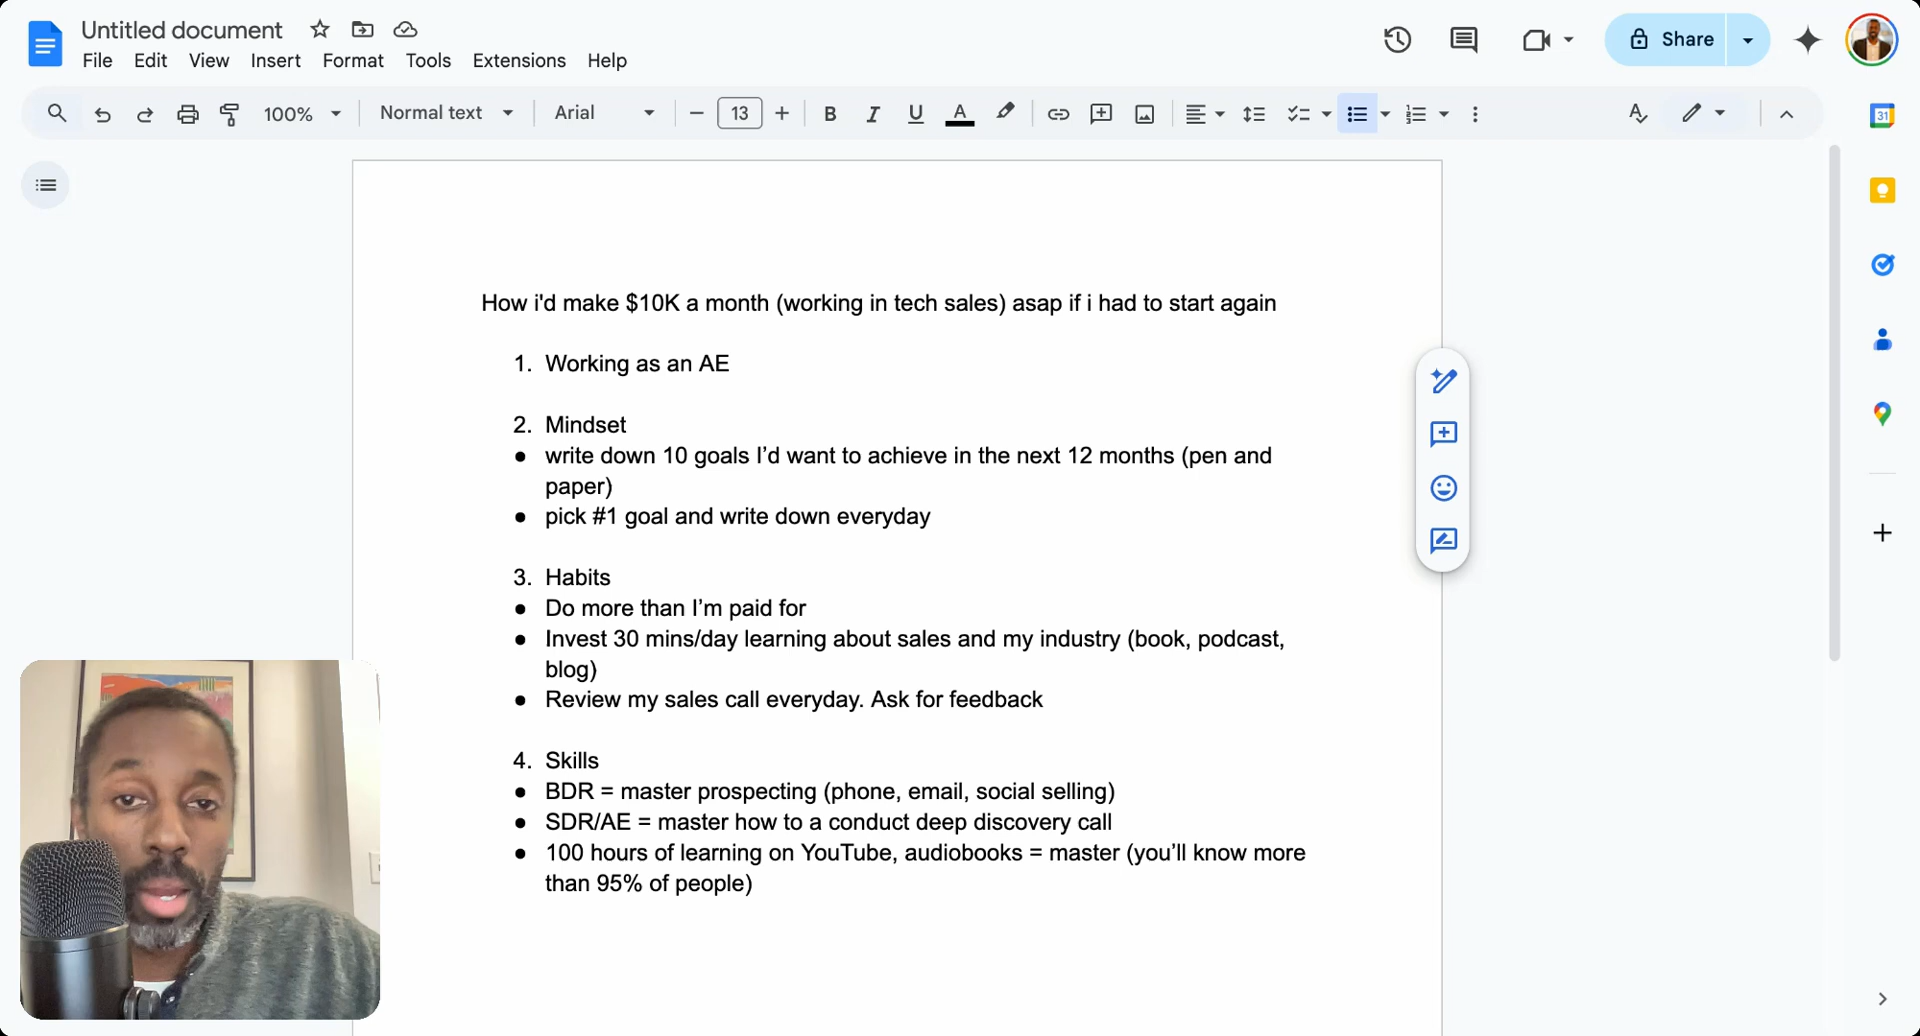 Untitled document
File Edit View Insert Format Tools Extensions Help
Share
100% Normal text Arial 13 B I U A
31
How i'd make $10K a month (working in tech sales) asap if i had to start again
1. Working as an AE
2. Mindset
● write down 10 goals I’d want to achieve in the next 12 months (pen and
paper)
● pick #1 goal and write down everyday
3. Habits
● Do more than I’m paid for
● Invest 30 mins/day learning about sales and my industry (book, podcast,
blog)
● Review my sales call everyday. Ask for feedback
4. Skills
● BDR = master prospecting (phone, email, social selling)
● SDR/AE = master how to a conduct deep discovery call
● 100 hours of learning on YouTube, audiobooks = master (you’ll know more
than 95% of people)